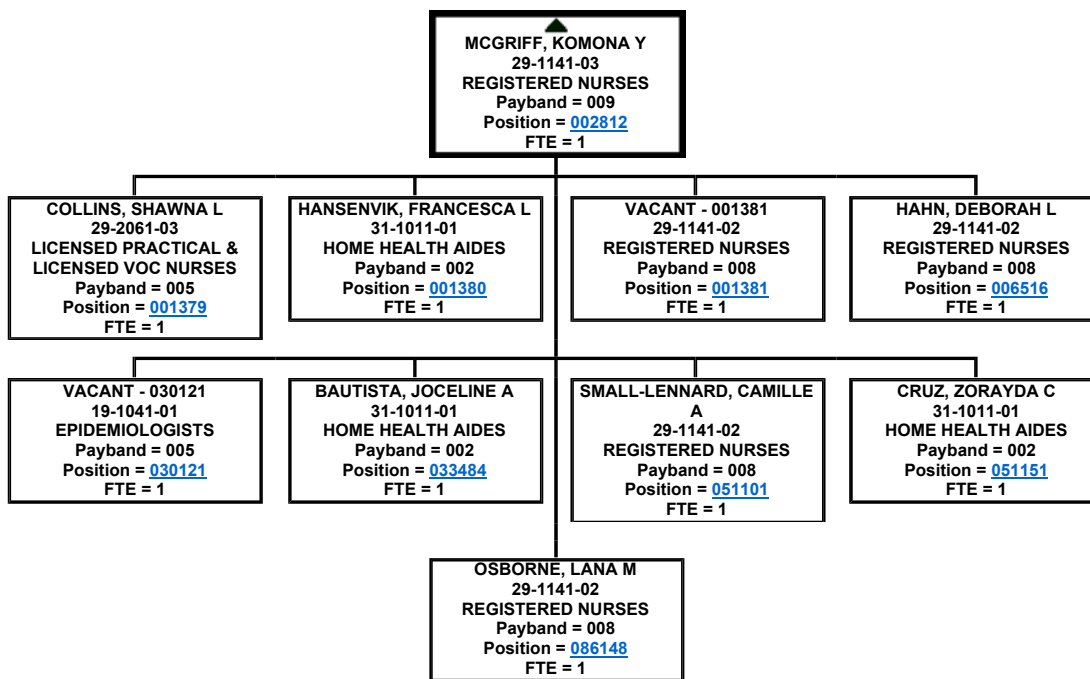 MCGRIFF, KOMONA Y
29-1141-03
REGISTERED NURSES
Payband = 009
Position = 002812
FTE = 1
COLLINS, SHAWNA L
29-2061-03
LICENSED PRACTICAL &
LICENSED VOC NURSES
Payband = 005
Position = 001379
FTE = 1
HANSENVIK, FRANCESCA L
31-1011-01
HOME HEALTH AIDES
Payband = 002
Position = 001380
FTE = 1
VACANT - 001381
29-1141-02
REGISTERED NURSES
Payband = 008
Position = 001381
FTE = 1
HAHN, DEBORAH L
29-1141-02
REGISTERED NURSES
Payband = 008
Position = 006516
FTE = 1
VACANT - 030121
19-1041-01
EPIDEMIOLOGISTS
Payband = 005
Position = 030121
FTE = 1
BAUTISTA, JOCELINE A
31-1011-01
HOME HEALTH AIDES
Payband = 002
Position = 033484
FTE = 1
SMALL-LENNARD, CAMILLE
A
29-1141-02
REGISTERED NURSES
Payband = 008
Position = 051101
FTE = 1
CRUZ, ZORAYDA C
31-1011-01
HOME HEALTH AIDES
Payband = 002
Position = 051151
FTE = 1
OSBORNE, LANA M
29-1141-02
REGISTERED NURSES
Payband = 008
Position = 086148
FTE = 1